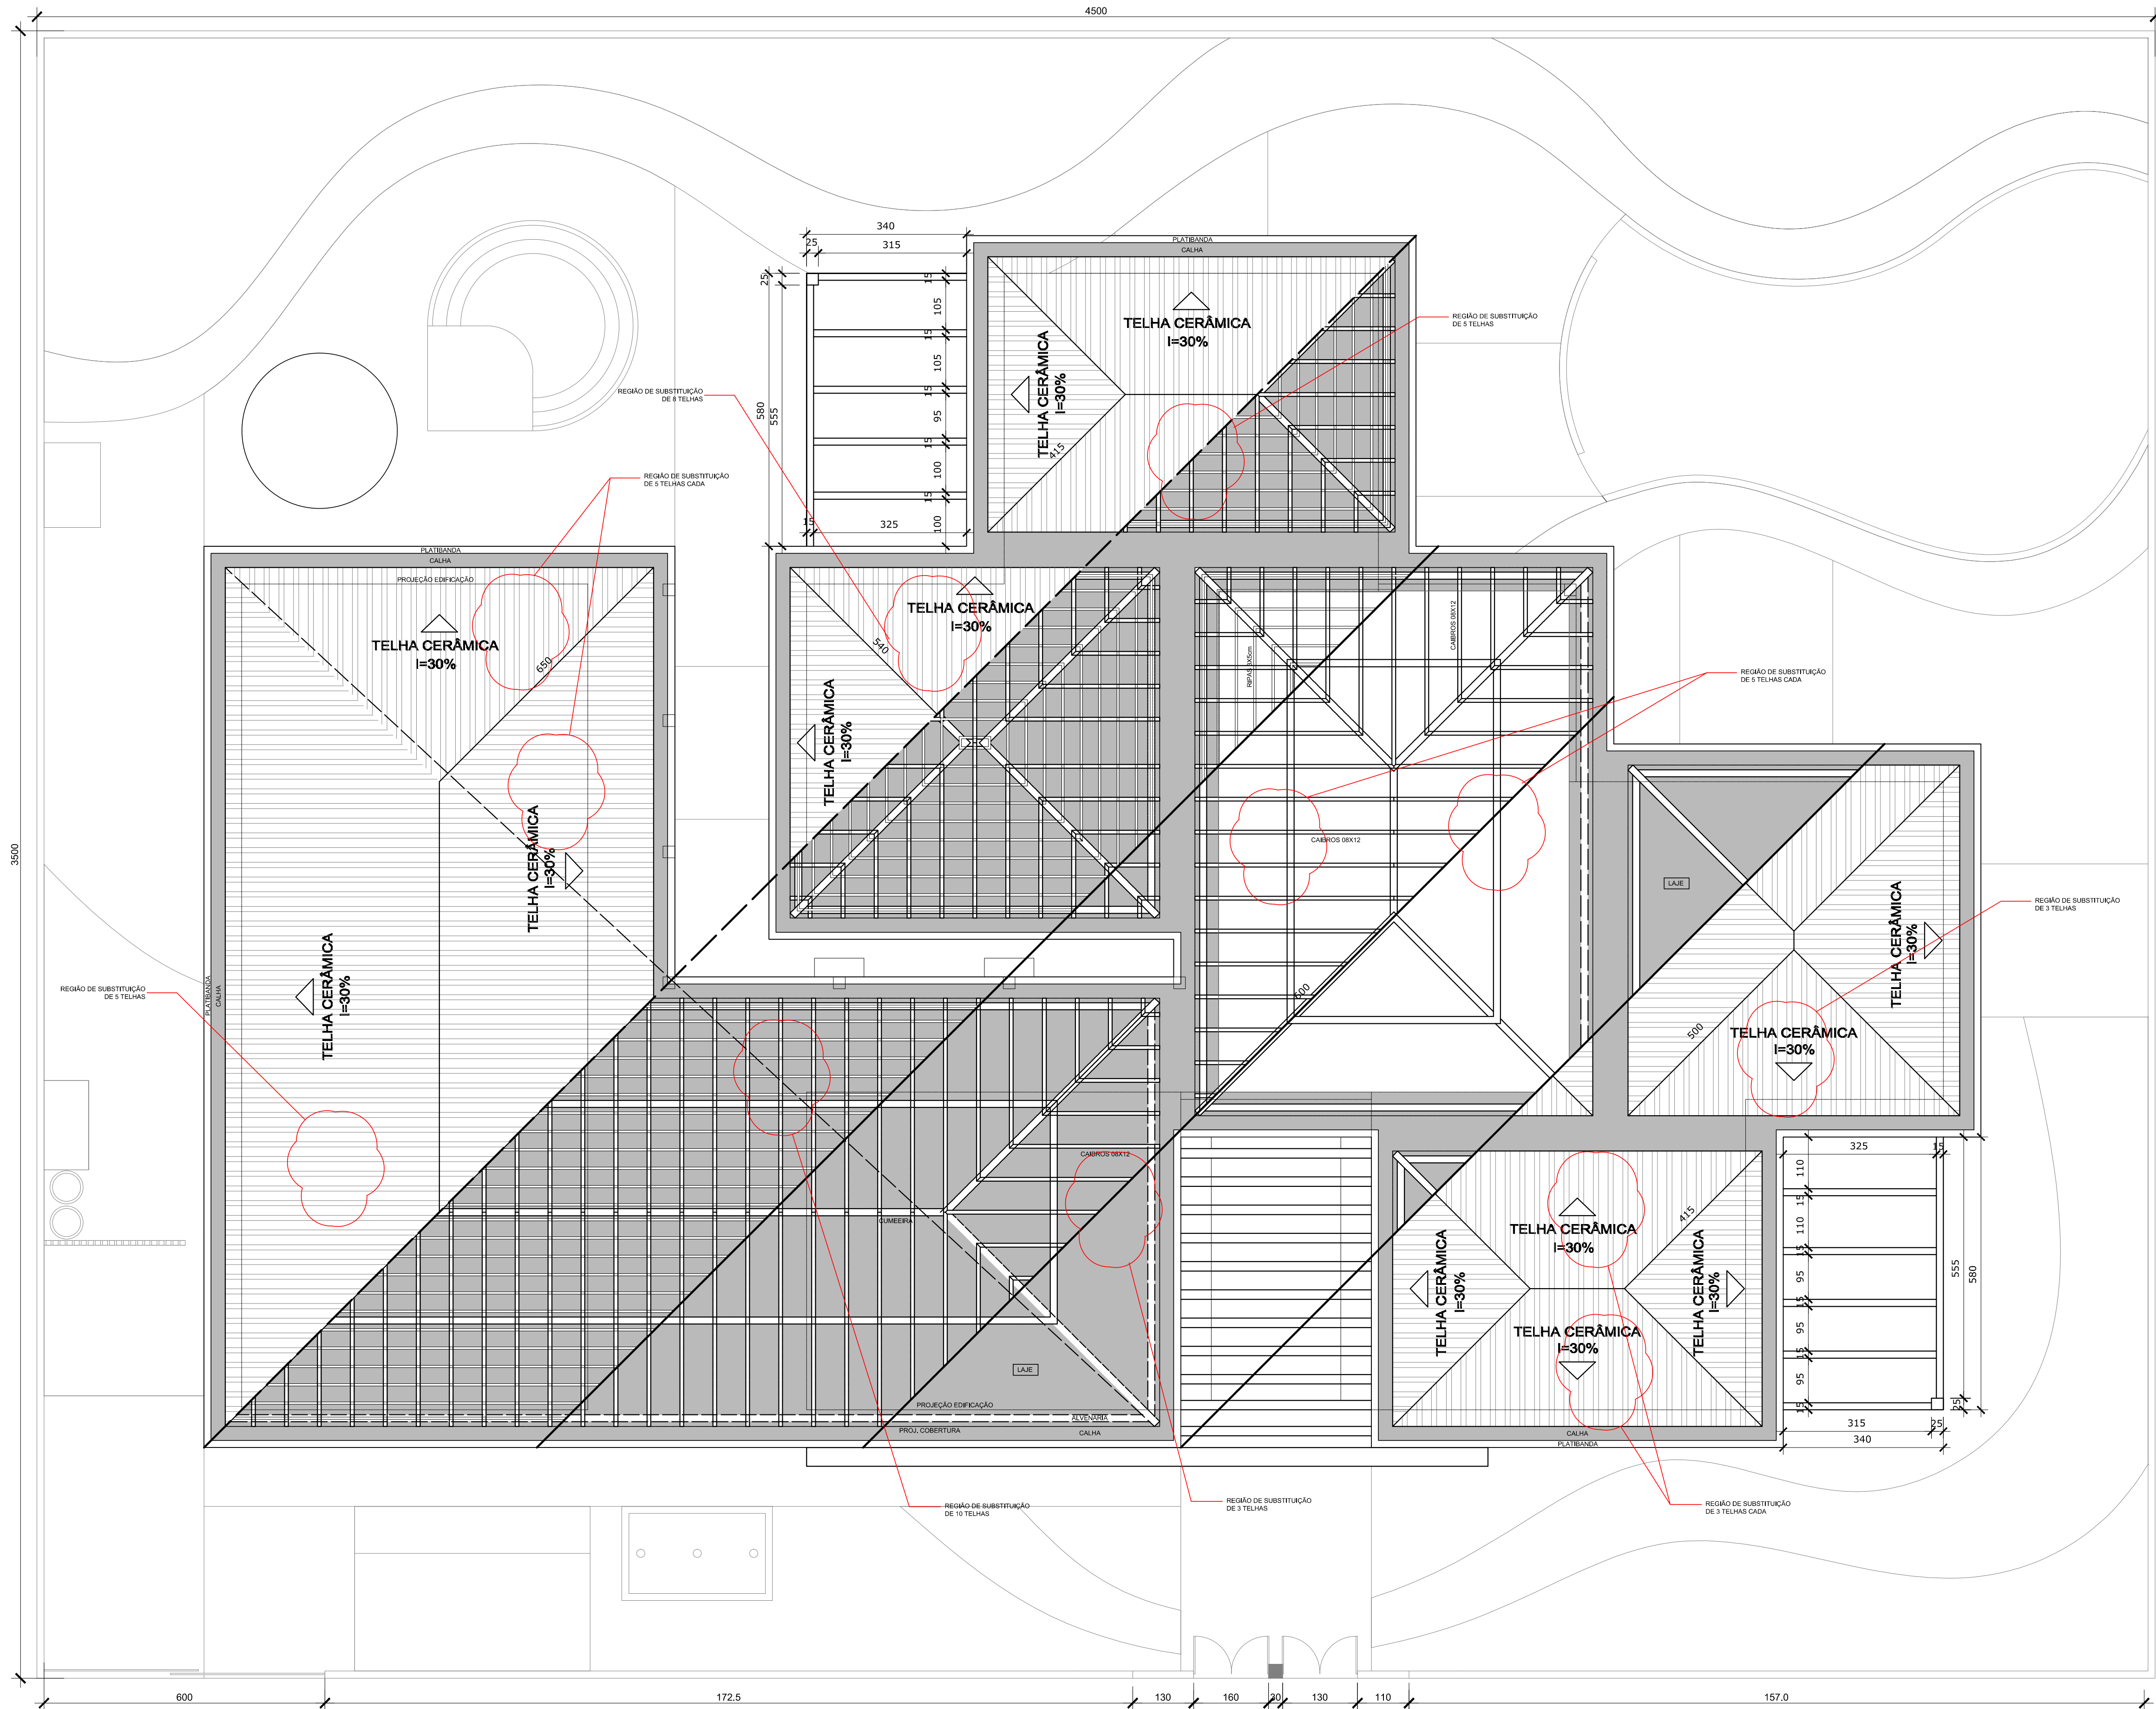 4500
3500
340
25
315
PLATIBANDA
CALHA
25
15
105
15
105
15
95
15
100
15
100
580
555
15
325
TELHA CERÂMICA
I=30%
TELHA CERÂMICA
I=30%
415
REGIÃO DE SUBSTITUIÇÃO
DE 5 TELHAS
REGIÃO DE SUBSTITUIÇÃO
DE 8 TELHAS
REGIÃO DE SUBSTITUIÇÃO
DE 5 TELHAS CADA
PLATIBANDA
CALHA
PROJEÇÃO EDIFICAÇÃO
TELHA CERÂMICA
I=30%
650
TELHA CERÂMICA
I=30%
540
TELHA CERÂMICA
I=30%
RIPAS 5X5cm
CAIBROS 08X12
REGIÃO DE SUBSTITUIÇÃO
DE 5 TELHAS CADA
CAIBROS 08X12
TELHA CERÂMICA
I=30%
LAJE
TELHA CERÂMICA
I=30%
REGIÃO DE SUBSTITUIÇÃO
DE 3 TELHAS
PLATIBANDA
CALHA
TELHA CERÂMICA
I=30%
REGIÃO DE SUBSTITUIÇÃO
DE 5 TELHAS
600
500
TELHA CERÂMICA
I=30%
CAIBROS 08X12
CUMEEIRA
LAJE
PROJEÇÃO EDIFICAÇÃO
ALVENARIA
PROJ. COBERTURA
CALHA
TELHA CERÂMICA
I=30%
415
TELHA CERÂMICA
I=30%
TELHA CERÂMICA
I=30%
TELHA CERÂMICA
I=30%
CALHA
PLATIBANDA
325
15
110
15
110
15
95
15
95
15
95
15
555
580
25
315
25
340
REGIÃO DE SUBSTITUIÇÃO
DE 10 TELHAS
REGIÃO DE SUBSTITUIÇÃO
DE 3 TELHAS
REGIÃO DE SUBSTITUIÇÃO
DE 3 TELHAS CADA
600
172.5
130
160
30
130
110
157.0